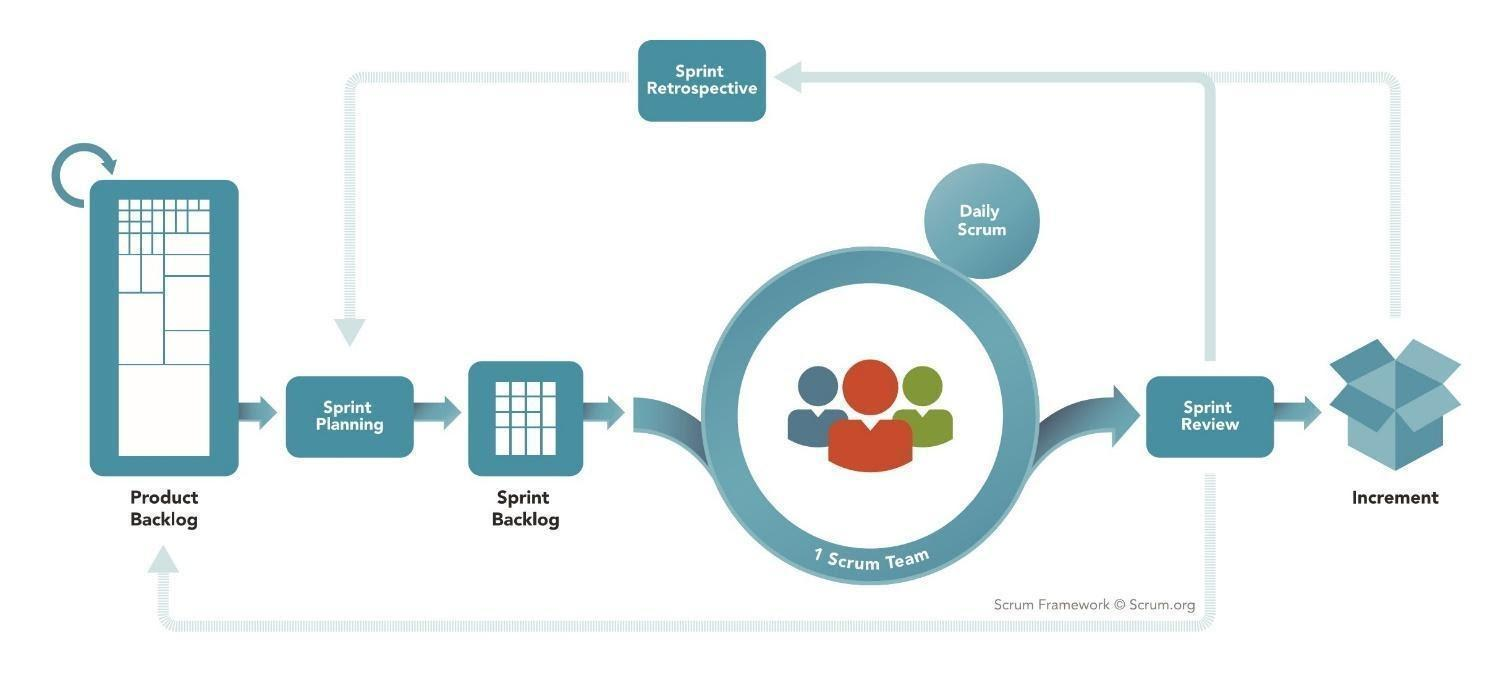 Sprint
Retrospective
Daily
Scrum
Sprint
Planning
Sprint
Review
Product
Backlog
Sprint
Backlog
Increment
1 Scrum Team
Scrum Framework © Scrum.org